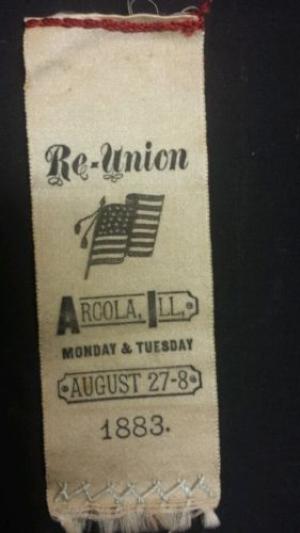 Re-Union
ARCOLA, ILL,
MONDAY & TUESDAY
AUGUST 27-8
1883.